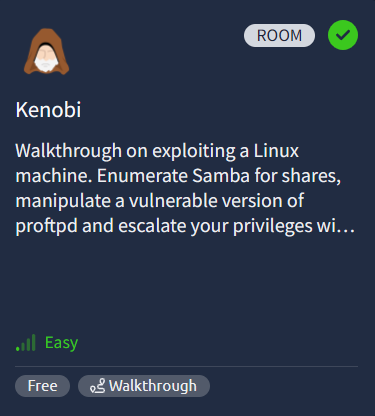 ROOM
Kenobi
Walkthrough on exploiting a Linux
machine. Enumerate Samba for shares,
manipulate a vulnerable version of
proftpd and escalate your privileges wi...
Easy
Free
Walkthrough